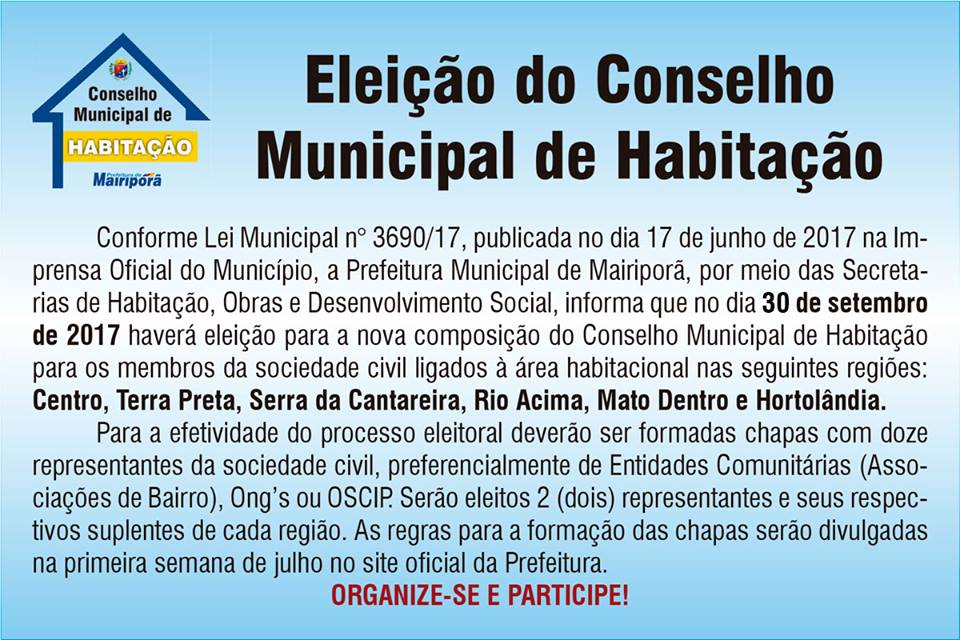 Conselho
Municipal de
HABITAÇÃO
Prefeitura de
Mairiporã
Eleição do Conselho
Municipal de Habitação
Conforme Lei Municipal n° 3690/17, publicada no dia 17 de junho de 2017 na Im-
prensa Oficial do Município, a Prefeitura Municipal de Mairiporã, por meio das Secreta-
rias de Habitação, Obras e Desenvolvimento Social, informa que no dia 30 de setembro
de 2017 haverá eleição para a nova composição do Conselho Municipal de Habitação
para os membros da sociedade civil ligados à área habitacional nas seguintes regiões:
Centro, Terra Preta, Serra da Cantareira, Rio Acima, Mato Dentro e Hortolândia.
Para a efetividade do processo eleitoral deverão ser formadas chapas com doze
representantes da sociedade civil, preferencialmente de Entidades Comunitárias (Asso-
ciações de Bairro), Ong's ou OSCIP. Serão eleitos 2 (dois) representantes e seus respec-
tivos suplentes de cada região. As regras para a formação das chapas serão divulgadas
na primeira semana de julho no site oficial da Prefeitura.
ORGANIZE-SE E PARTICIPE!